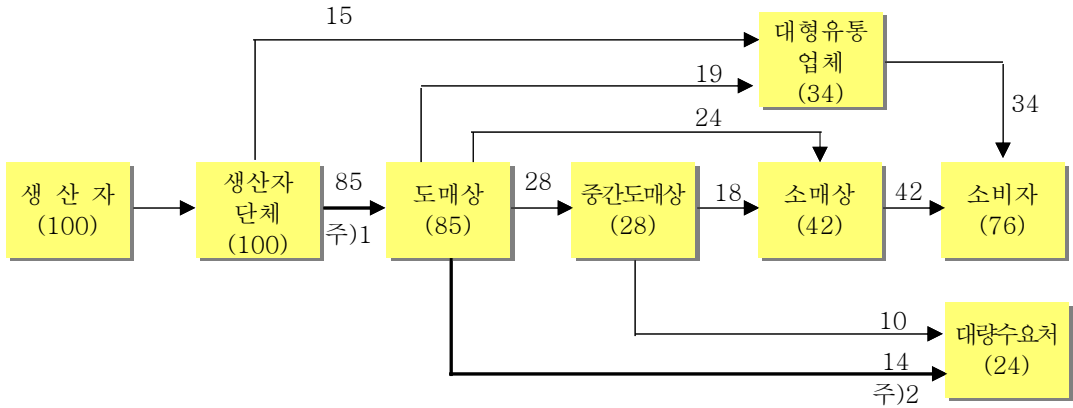 15
대형유통
업체
(34)
19
34
24
생 산 자
(100)
생산자
단체
(100)
85
주)1
도매상
(85)
28
중간도매상
(28)
18
소매상
(42)
42
소비자
(76)
10
14
주)2
대량수요처
(24)